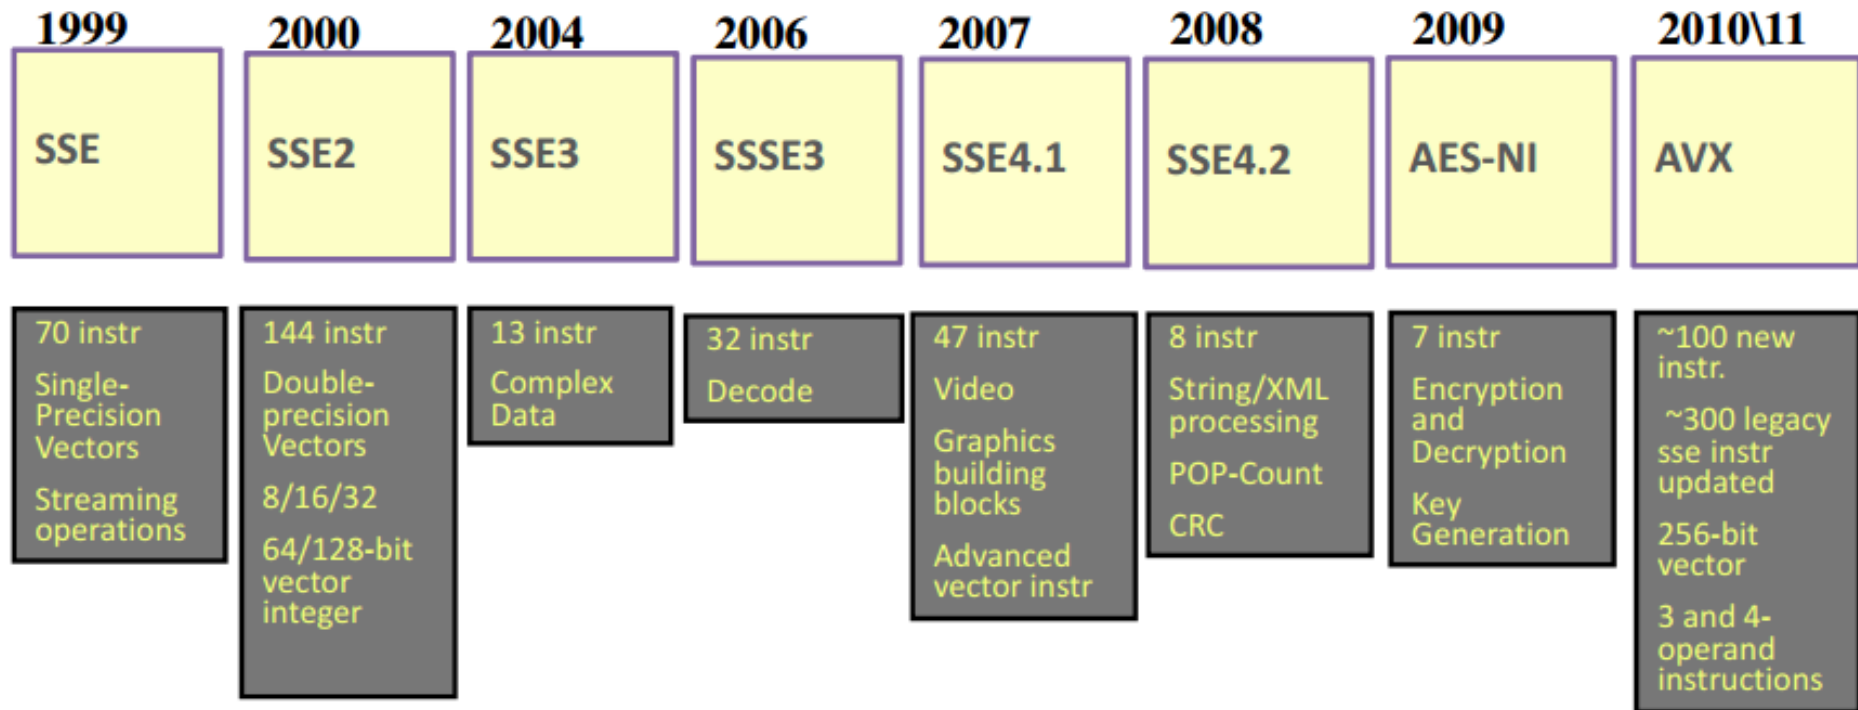 1999
2000
2004
2006
2007
2008
2009
2010\11
SSE
SSE2
SSE3
SSSE3
SSE4.1
SSE4.2
AES-NI
AVX
70 instr
Single-
Precision
Vectors
Streaming
operations
144 instr
Double-
precision
Vectors
8/16/32
64/128-bit
vector
integer
13 instr
Complex
Data
32 instr
Decode
47 instr
Video
Graphics
building
blocks
Advanced
vector instr
8 instr
String/XML
processing
POP-Count
CRC
7 instr
Encryption
and
Decryption
Key
Generation
~100 new
instr.
~300 legacy
sse instr
updated
256-bit
vector
3 and 4-
operand
instructions